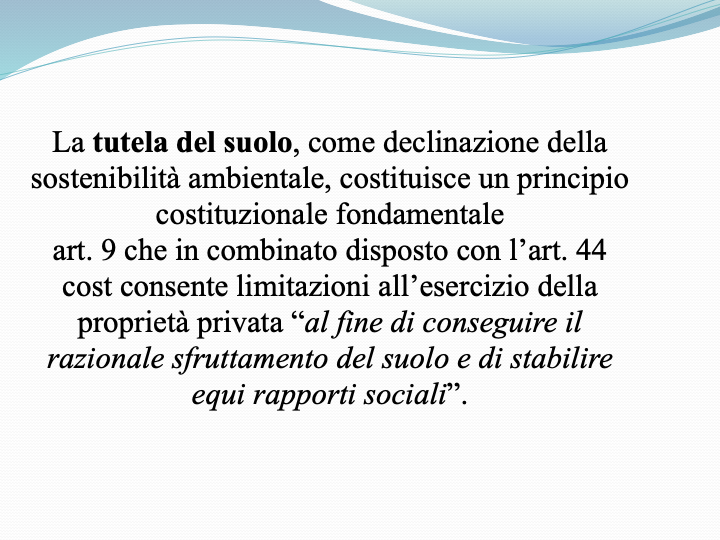 La tutela del suolo, come declinazione della
sostenibilità ambientale, costituisce un principio
costituzionale fondamentale
art. 9 che in combinato disposto con l’art. 44
cost consente limitazioni all’esercizio della
proprietà privata “al fine di conseguire il
razionale sfruttamento del suolo e di stabilire
equi rapporti sociali”.